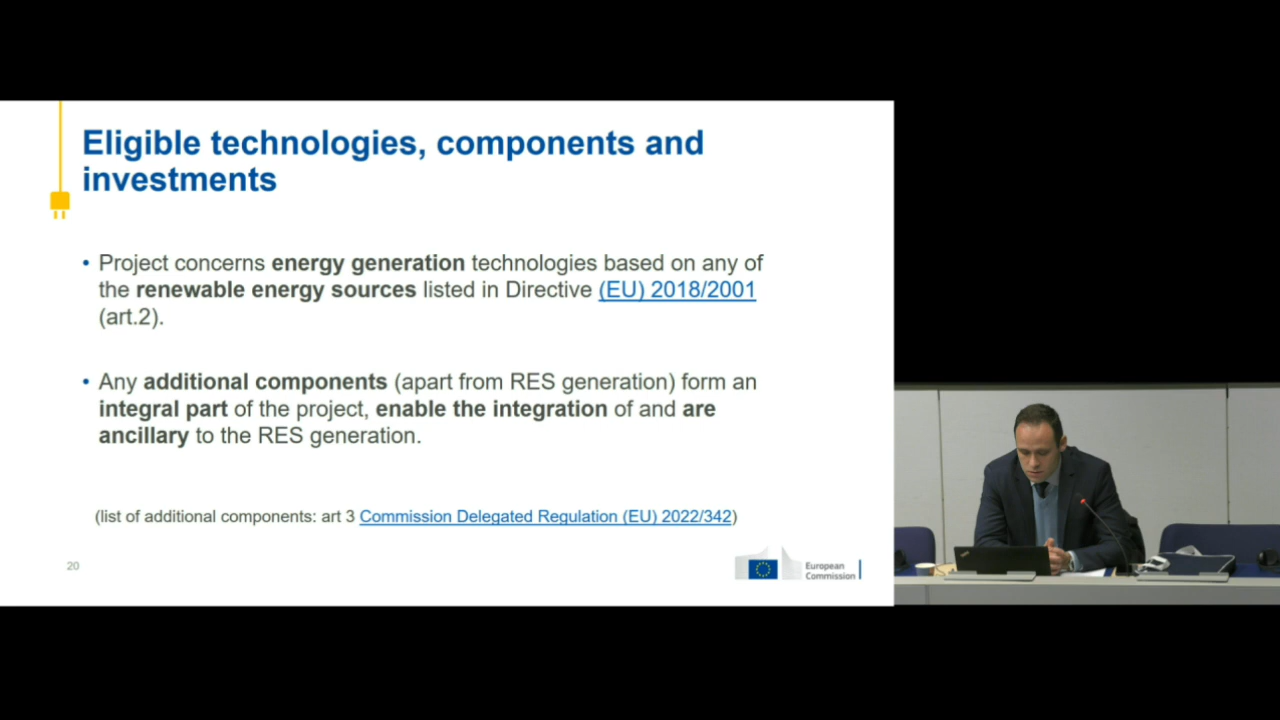 Eligible technologies, components and
investments
• Project concerns energy generation technologies based on any of
the renewable energy sources listed in Directive (EU) 2018/2001
(art.2).
• Any additional components (apart from RES generation) form an
integral part of the project, enable the integration of and are
ancillary to the RES generation.
(list of additional components: art 3 Commission Delegated Regulation (EU) 2022/342)
20
European
Commission